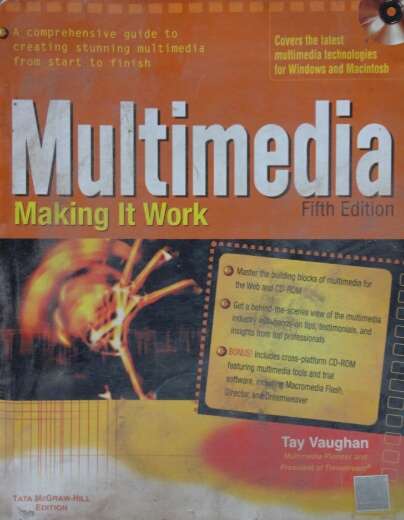 A comprehensive guide to
creating stunning multimedia
from start to finish
Covers the latest
multimedia technologies
for Windows and Macintosh
Multimedia
Making It Work
Fifth Edition
Master the building blocks of multimedia for
the Web and CD-ROM
Get a behind-the-scenes view of the multimedia
industry with hands-on tips, testimonials, and
insights from top professionals
BONUS! Includes cross-platform CD-ROM
featuring multimedia tools and trial
software, including Macromedia Flash,
Director, and Dreamweaver
Tay Vaughan
Multimedia Pioneer and
President of Timestream®
TATA McGRAW-HILL
EDITION